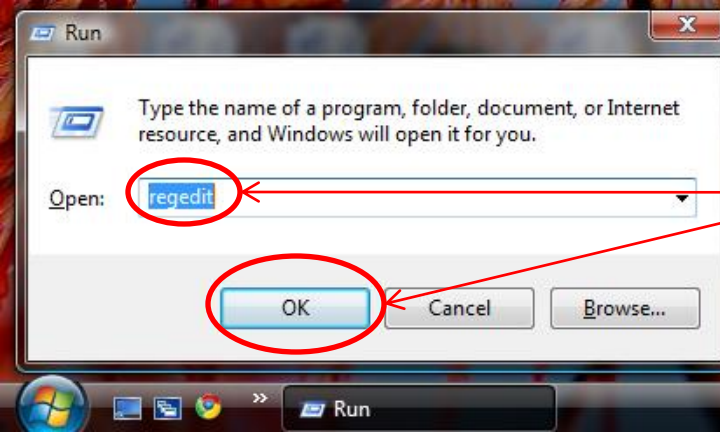 Run
Type the name of a program, folder, document, or Internet
resource, and Windows will open it for you.
Open: regedit
OK Cancel Browse...
» Run